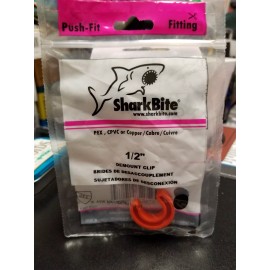 Push-Fit Fitting
SharkBite®
www.sharkbite.com
PEX , CPVC or Copper / Cobre / Cuivre
1/2"
DEMOUNT CLIP
BRIDES DE DESACCOUPLEMENT
SUJETADORES DE DESCONEXIÓN